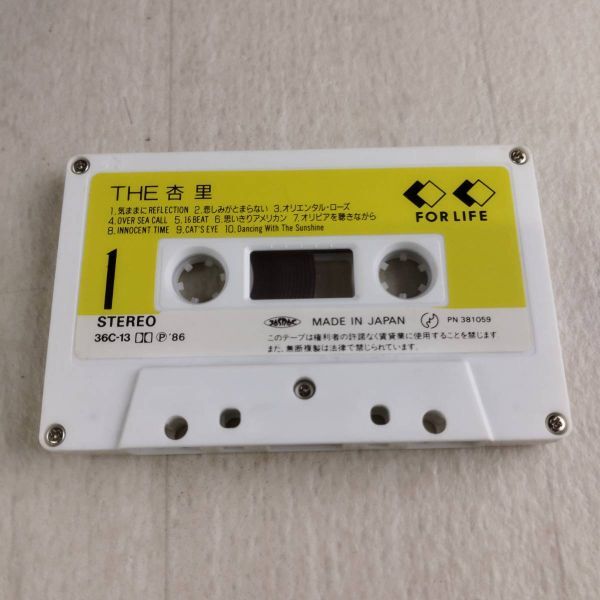 THE 杏里
1. 気ままにREFLECTION 2. 悲しみがとまらない 3. オリエンタル・ローズ
4. OVER SEA CALL 5. 16 BEAT 6. 思いきりアメリカン 7. オリビアを聴きながら
8. INNOCENT TIME 9. CAT'S EYE 10. Dancing With The Sunshine
FOR LIFE
1
STEREO
36C-13 Ⓟ'86
MADE IN JAPAN PN 381059
このテープは権利者の許諾なく賃貸業に使用することを禁じます
また、無断複製は法律で禁じられています.